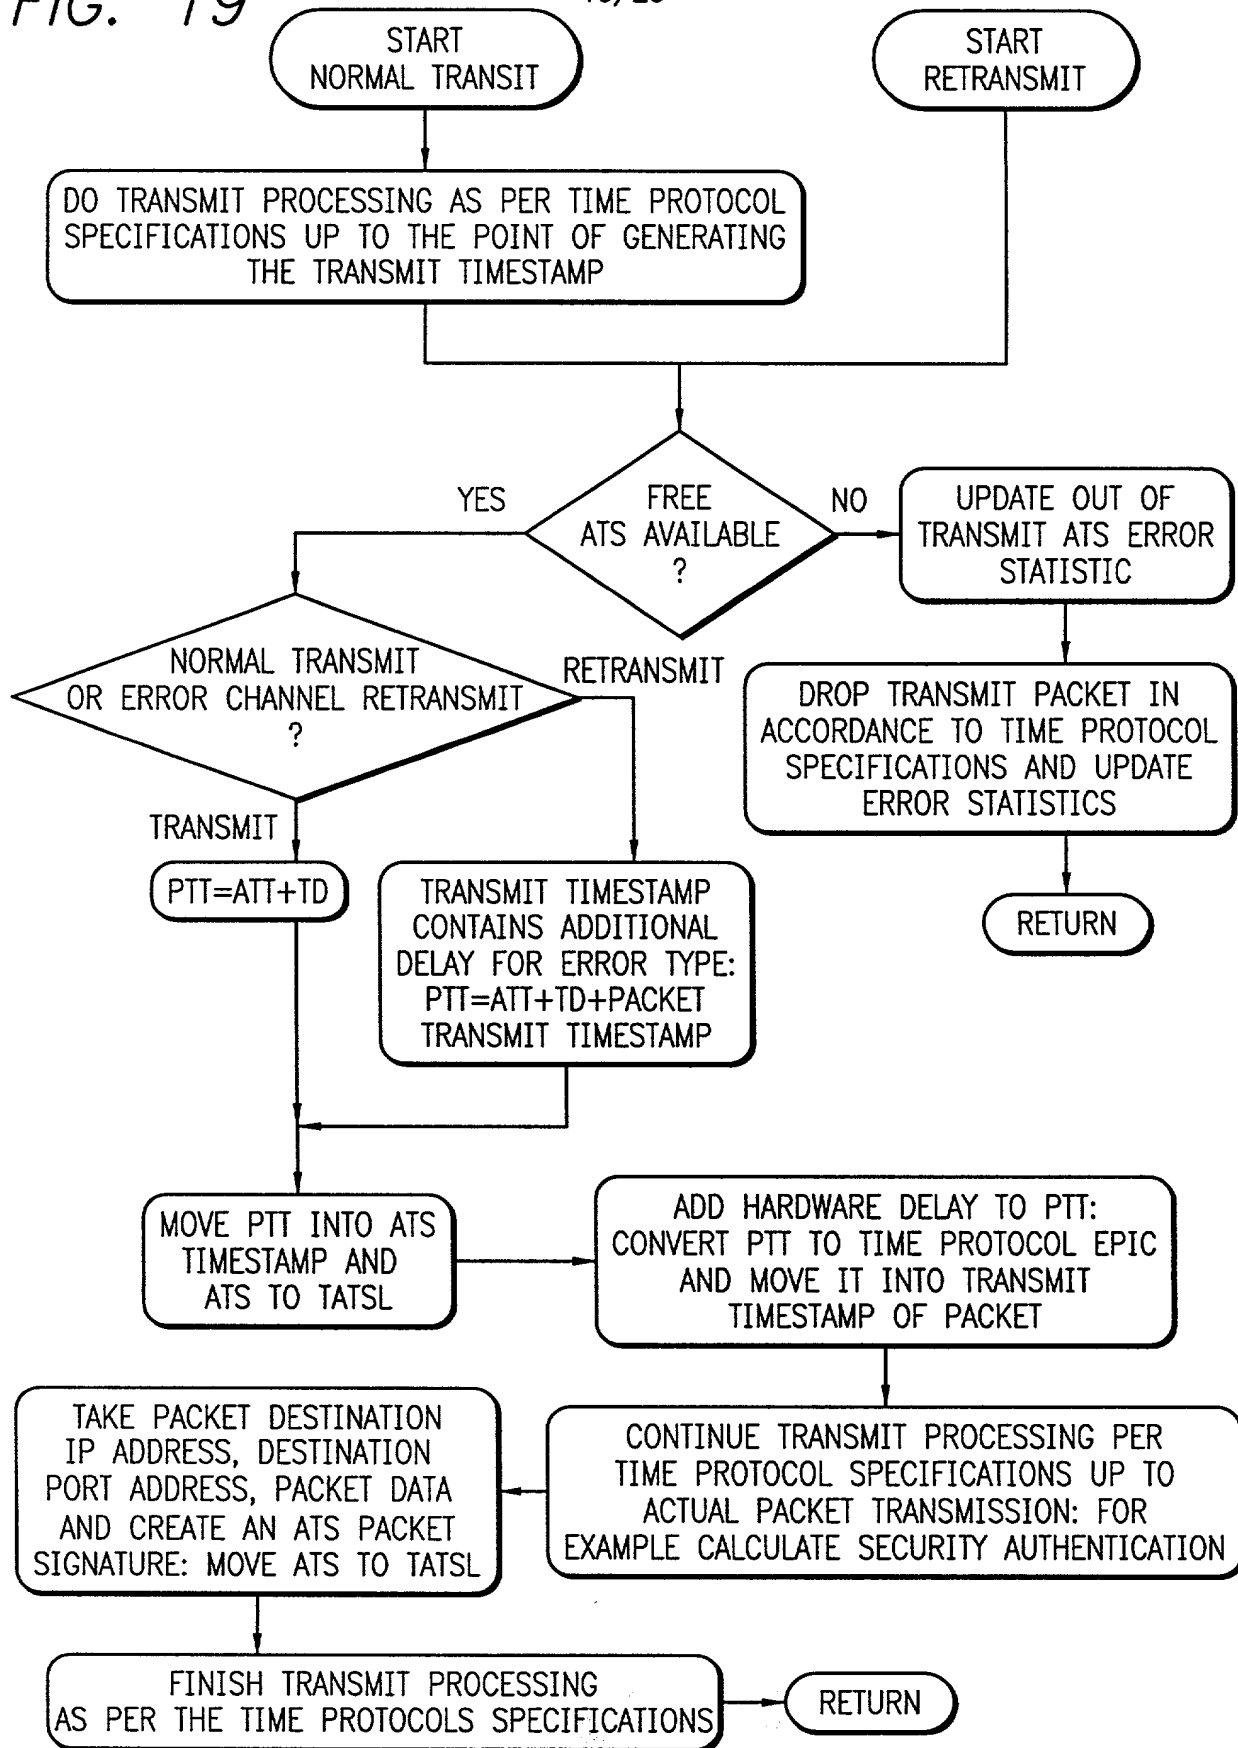 FIG. 19
START
NORMAL TRANSIT
START
RETRANSMIT
DO TRANSMIT PROCESSING AS PER TIME PROTOCOL
SPECIFICATIONS UP TO THE POINT OF GENERATING
THE TRANSMIT TIMESTAMP
YES
FREE
ATS AVAILABLE
?
NO
UPDATE OUT OF
TRANSMIT ATS ERROR
STATISTIC
NORMAL TRANSMIT
OR ERROR CHANNEL RETRANSMIT
?
RETRANSMIT
DROP TRANSMIT PACKET IN
ACCORDANCE TO TIME PROTOCOL
SPECIFICATIONS AND UPDATE
ERROR STATISTICS
TRANSMIT
PTT=ATT+TD
TRANSMIT TIMESTAMP
CONTAINS ADDITIONAL
DELAY FOR ERROR TYPE:
PTT=ATT+TD+PACKET
TRANSMIT TIMESTAMP
RETURN
MOVE PTT INTO ATS
TIMESTAMP AND
ATS TO TATSL
ADD HARDWARE DELAY TO PTT:
CONVERT PTT TO TIME PROTOCOL EPIC
AND MOVE IT INTO TRANSMIT
TIMESTAMP OF PACKET
TAKE PACKET DESTINATION
IP ADDRESS, DESTINATION
PORT ADDRESS, PACKET DATA
AND CREATE AN ATS PACKET
SIGNATURE: MOVE ATS TO TATSL
CONTINUE TRANSMIT PROCESSING PER
TIME PROTOCOL SPECIFICATIONS UP TO
ACTUAL PACKET TRANSMISSION: FOR
EXAMPLE CALCULATE SECURITY AUTHENTICATION
FINISH TRANSMIT PROCESSING
AS PER THE TIME PROTOCOLS SPECIFICATIONS
RETURN